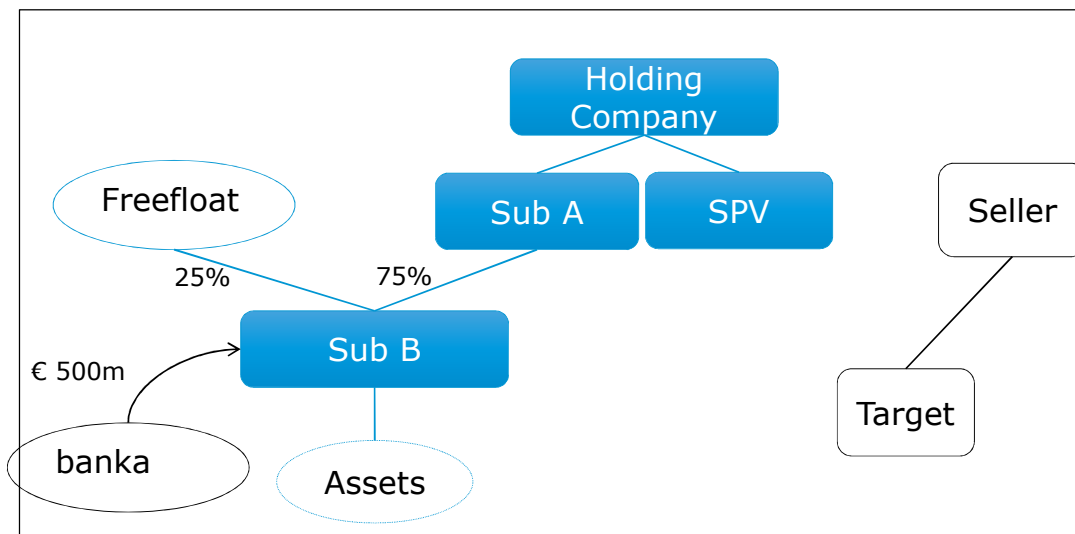 Holding
Company
Freefloat
Sub A
SPV
Seller
25%
75%
Sub B
€ 500m
Target
banka
Assets